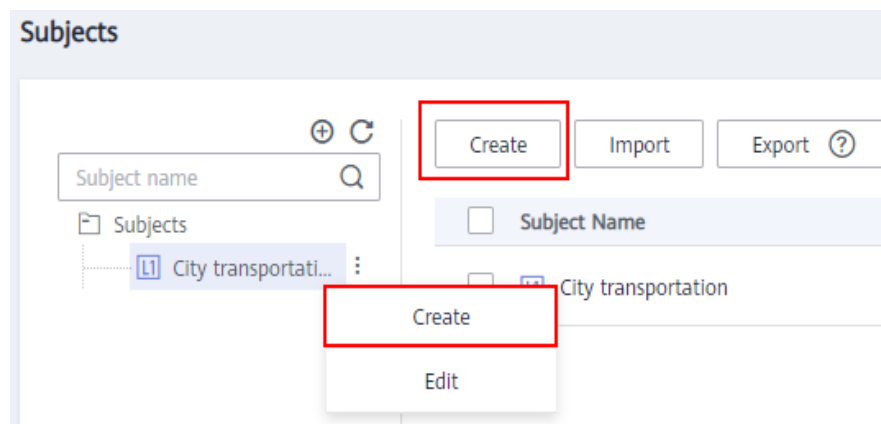 Subjects
Create Import Export ?
Subject name
Subject Name
Subjects
L1 City transportati...
City transportation
Create
Edit